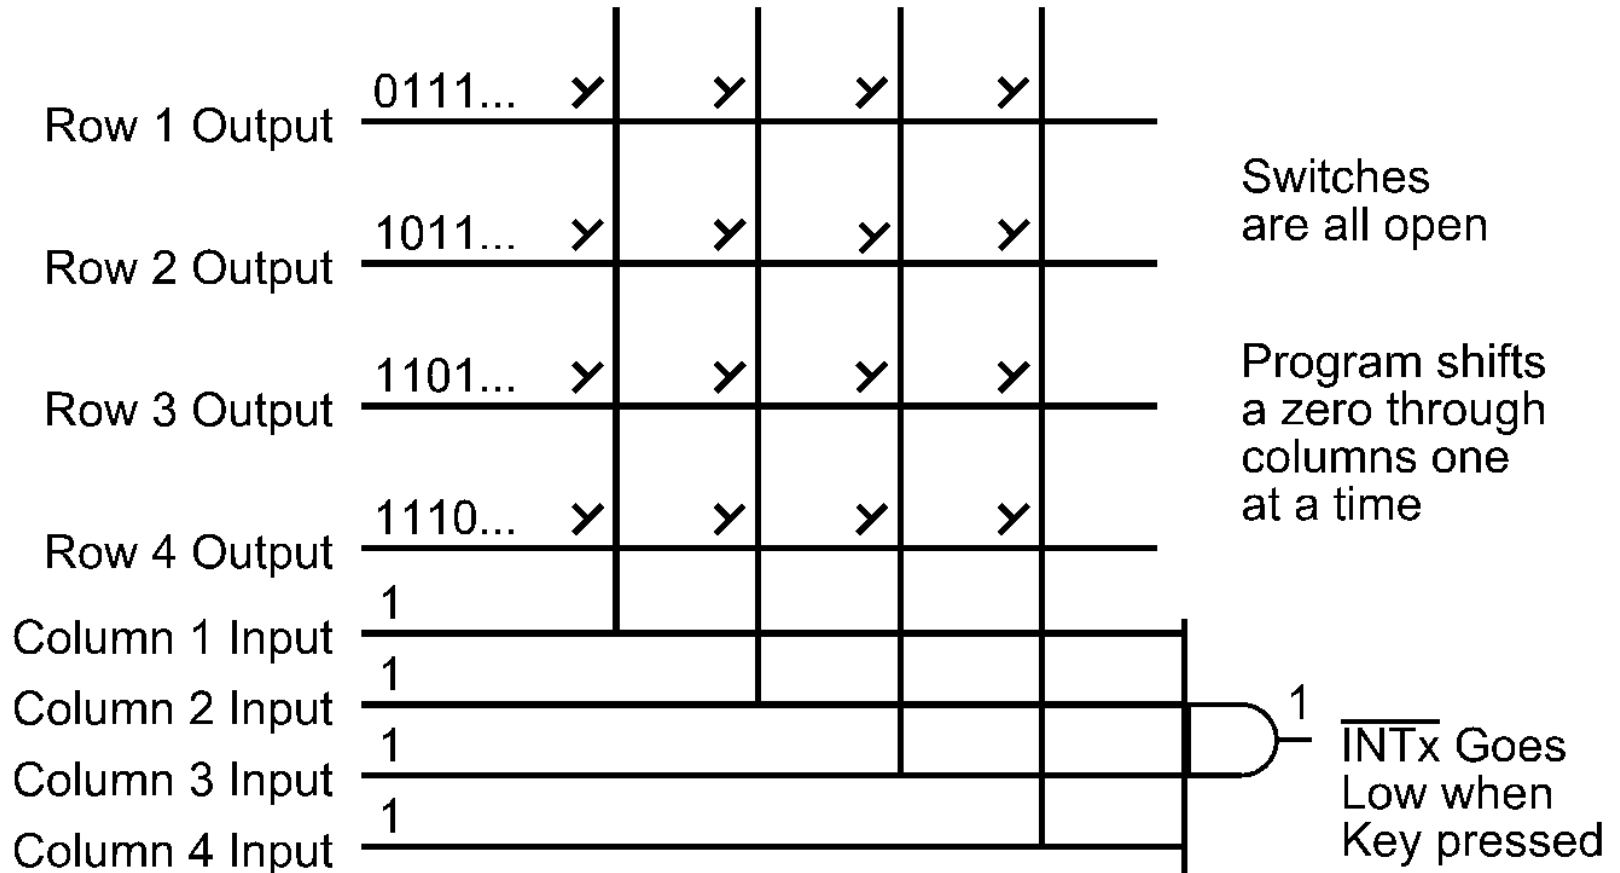 0111...
Row 1 Output
1011...
Row 2 Output
1101...
Row 3 Output
1110...
Row 4 Output
1
Column 1 Input
1
Column 2 Input
1
Column 3 Input
1
Column 4 Input
Switches
are all open
Program shifts
a zero through
columns one
at a time
1
INTx Goes
Low when
Key pressed